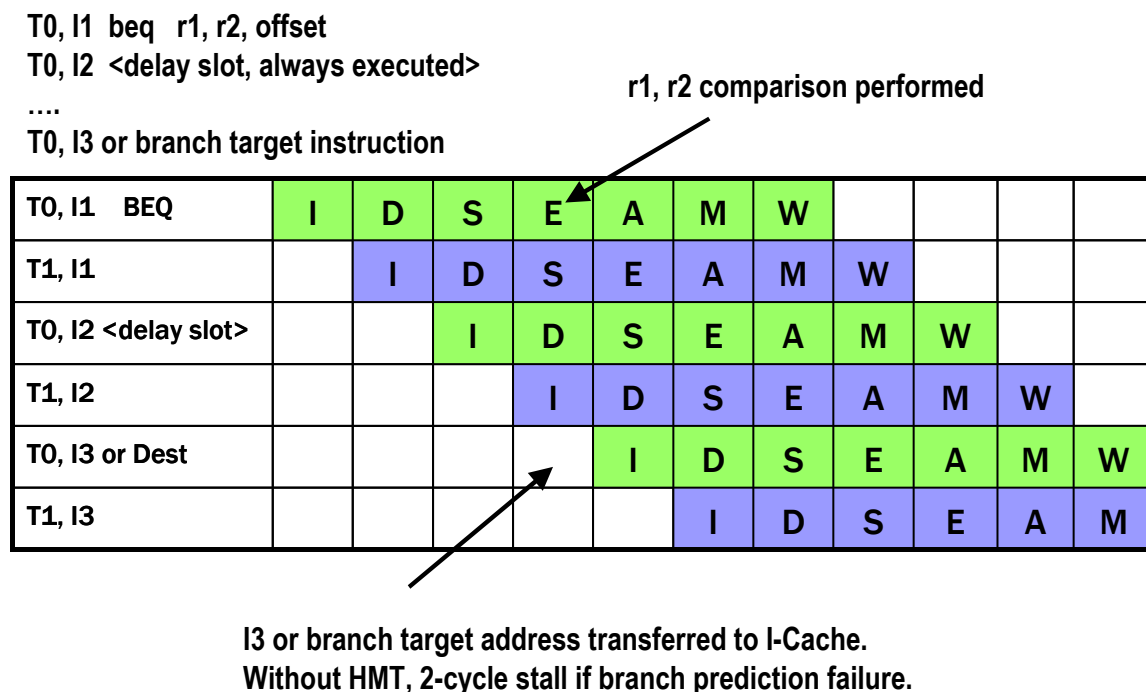 T0, I1 beq r1, r2, offset
T0, I2 <delay slot, always executed>
r1, r2 comparison performed
....
T0, I3 or branch target instruction
T0, I1 BEQ I D S E A M W
T1, I1 I D S E A M W
T0, I2 <delay slot> I D S E A M W
T1, I2 I D S E A M W
T0, I3 or Dest I D S E A M W
T1, I3 I D S E A M
I3 or branch target address transferred to I-Cache.
Without HMT, 2-cycle stall if branch prediction failure.